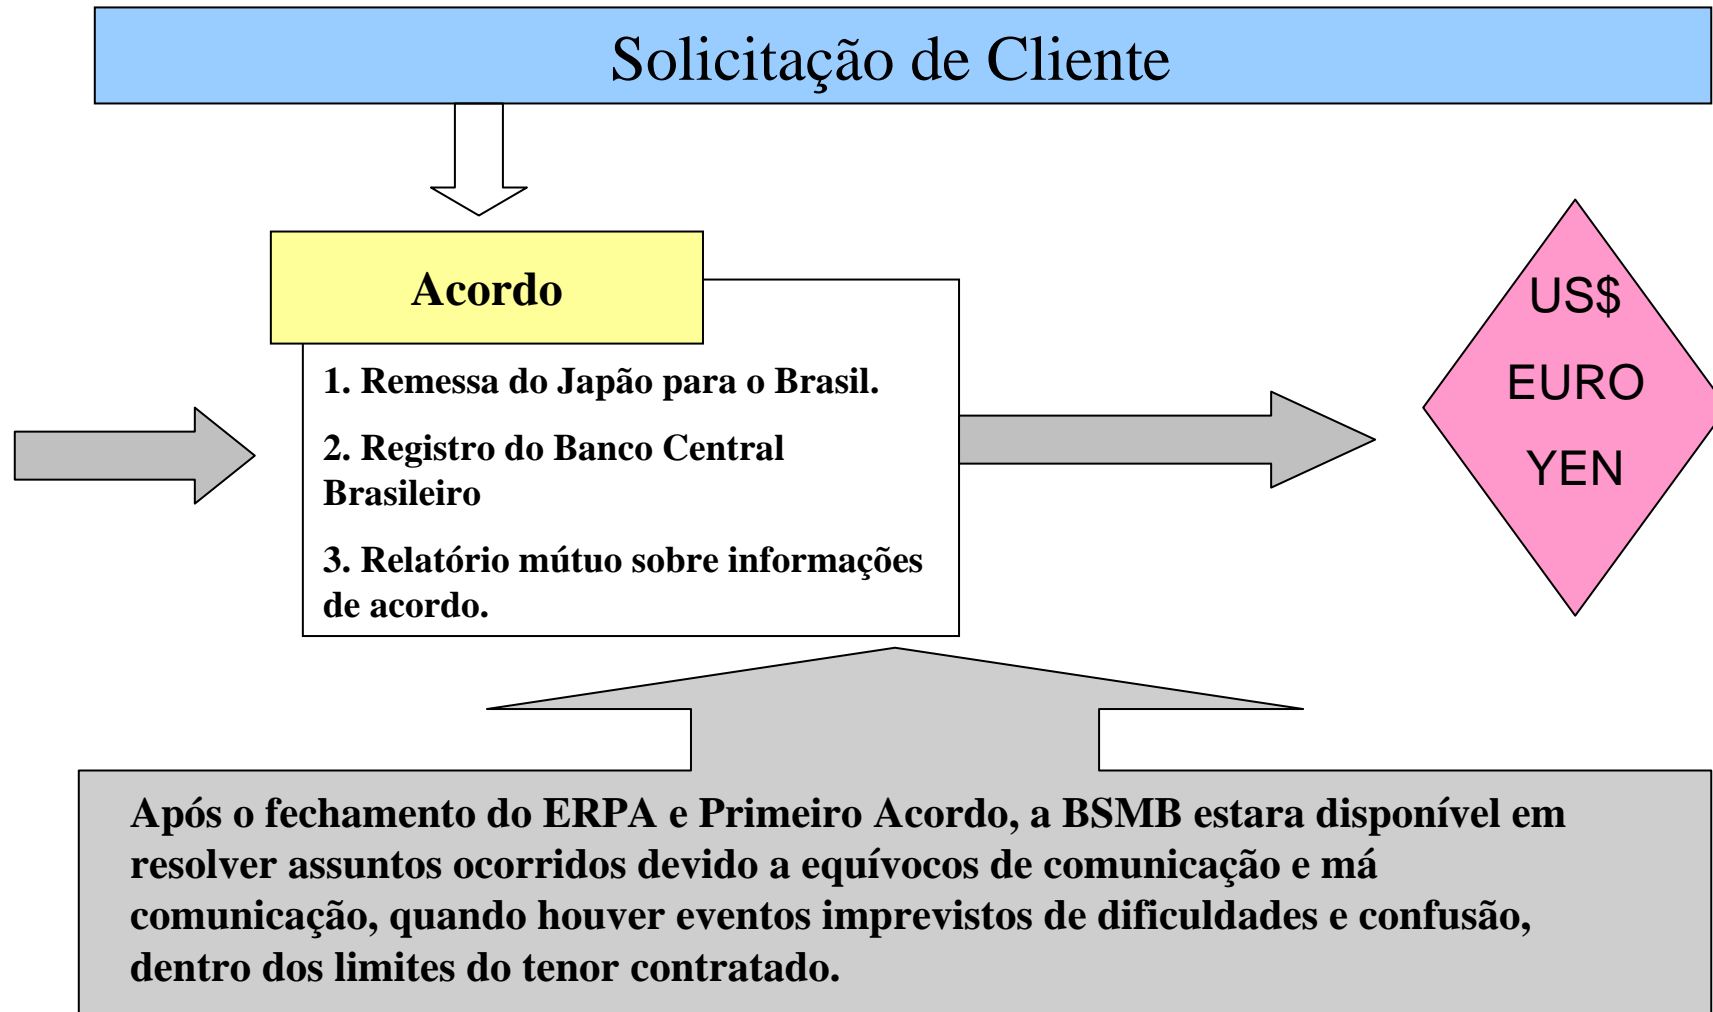 Solicitação de Cliente
Acordo
1. Remessa do Japão para o Brasil.
2. Registro do Banco Central
Brasileiro
3. Relatório mútuo sobre informações
de acordo.
US$
EURO
YEN
Após o fechamento do ERPA e Primeiro Acordo, a BSMB estara disponível em
resolver assuntos ocorridos devido a equívocos de comunicação e má
comunicação, quando houver eventos imprevistos de dificuldades e confusão,
dentro dos limites do tenor contratado.